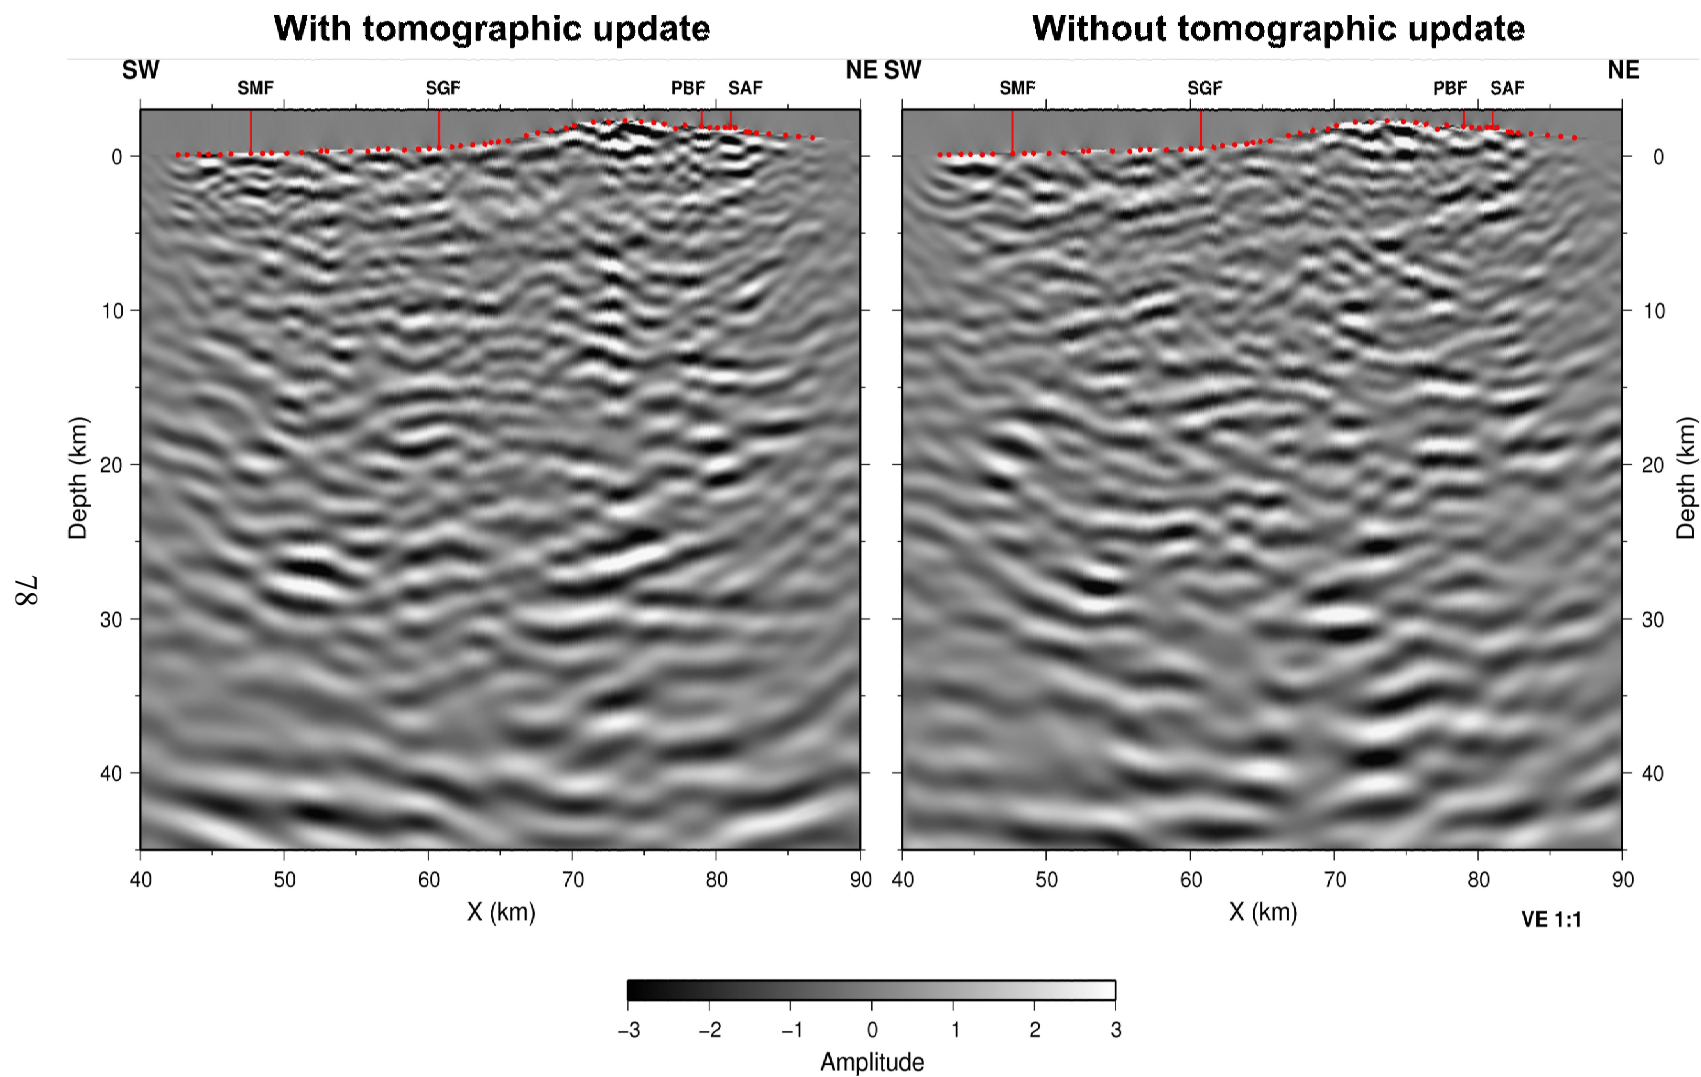 With tomographic update
Without tomographic update
SW
NE
SW
NE
SMF
SGF
PBF
SAF
SMF
SGF
PBF
SAF
0
10
20
30
40
Depth (km)
0
10
20
30
40
Depth (km)
78
40
50
60
70
80
90
40
50
60
70
80
90
X (km)
X (km)
VE 1:1
−3
−2
−1
0
1
2
3
Amplitude